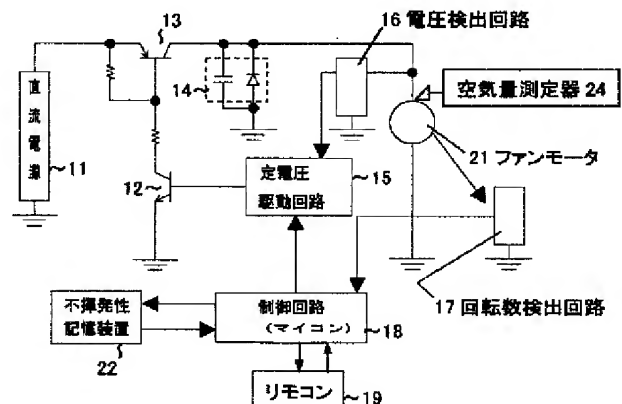 13
16 電圧検出回路
14
直流電源
11
空気量測定器 24
21 ファンモータ
12
定電圧
駆動回路
15
17 回転数検出回路
不揮発性
記憶装置
22
制御回路
(マイコン)
18
リモコン
19